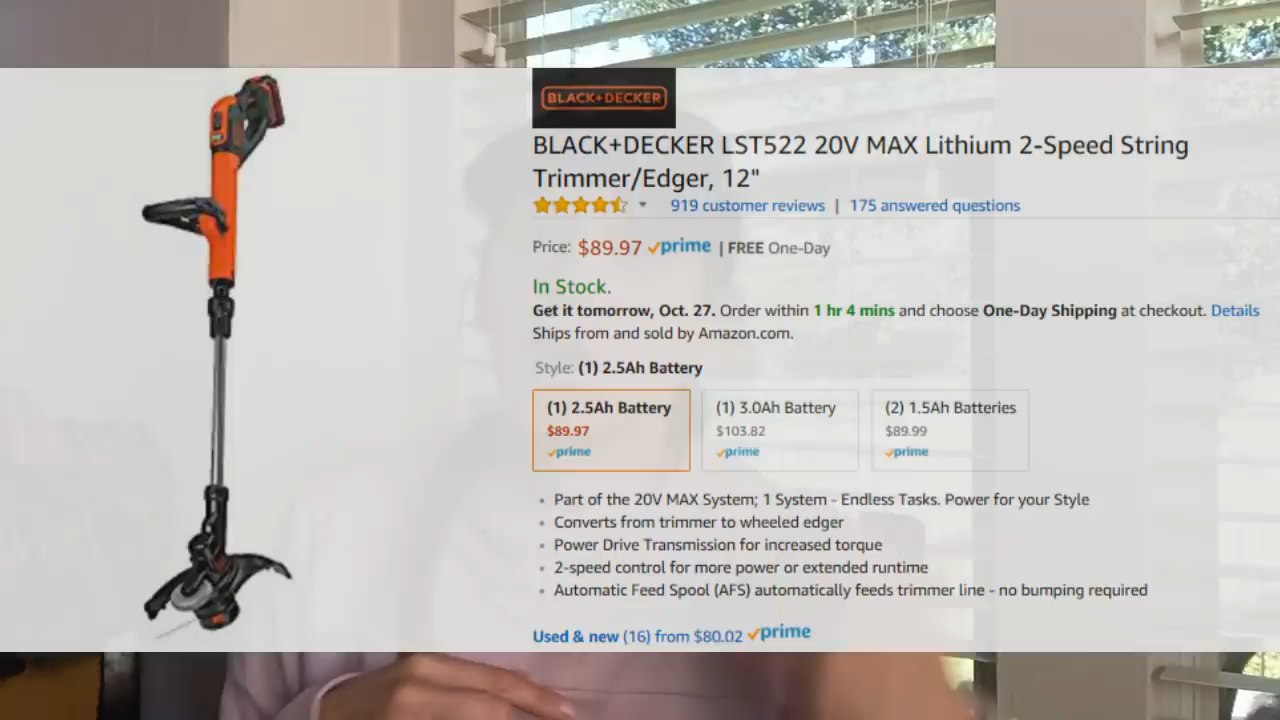 BLACK+DECKER
BLACK+DECKER LST522 20V MAX Lithium 2-Speed String
Trimmer/Edger, 12"
919 customer reviews | 175 answered questions
Price: $89.97 prime | FREE One-Day
In Stock.
Get it tomorrow, Oct. 27. Order within 1 hr 4 mins and choose One-Day Shipping at checkout. Details
Ships from and sold by Amazon.com.
Style: (1) 2.5Ah Battery
(1) 2.5Ah Battery (1) 3.0Ah Battery (2) 1.5Ah Batteries
$89.97 $103.82 $89.99
prime prime prime
• Part of the 20V MAX System; 1 System - Endless Tasks. Power for your Style
• Converts from trimmer to wheeled edger
• Power Drive Transmission for increased torque
• 2-speed control for more power or extended runtime
• Automatic Feed Spool (AFS) automatically feeds trimmer line - no bumping required
Used & new (16) from $80.02 prime